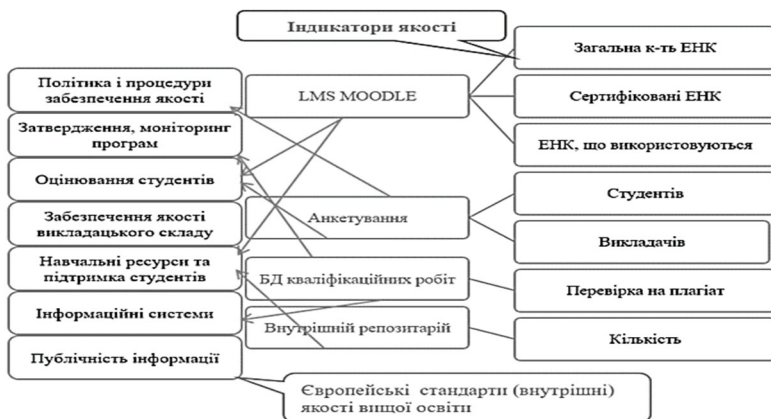 Індикатори якості
Загальна к-ть ЕНК
Політика і процедури
забезпечення якості
LMS MOODLE
Сертифіковані ЕНК
Затвердження, моніторинг
програм
ЕНК, що використовуються
Оцінювання студентів
Студентів
Забезпечення якості
викладацького складу
Анкетування
Викладачів
Навчальні ресурси та
підтримка студентів
БД кваліфікаційних робіт
Перевірка на плагіат
Інформаційні системи
Внутрішній репозитарій
Кількість
Публічність інформації
Європейські стандарти (внутрішні)
якості вищої освіти